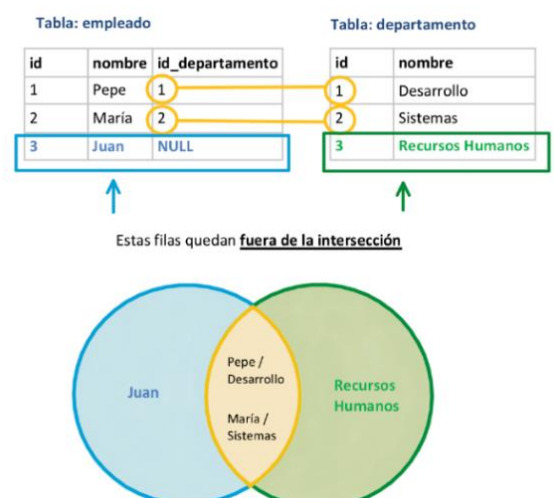 Tabla: empleado
id nombre id_departamento
1 Pepe 1
2 María 2
3 Juan NULL
Tabla: departamento
id nombre
1 Desarrollo
2 Sistemas
3 Recursos Humanos
Estas filas quedan fuera de la intersección
Juan
Pepe /
Desarrollo
María /
Sistemas
Recursos
Humanos